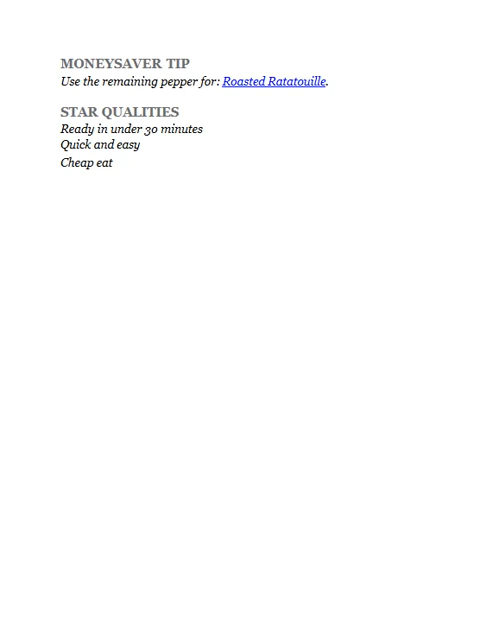 MONEYSAVER TIP
Use the remaining pepper for: Roasted Ratatouille.
STAR QUALITIES
Ready in under 30 minutes
Quick and easy
Cheap eat